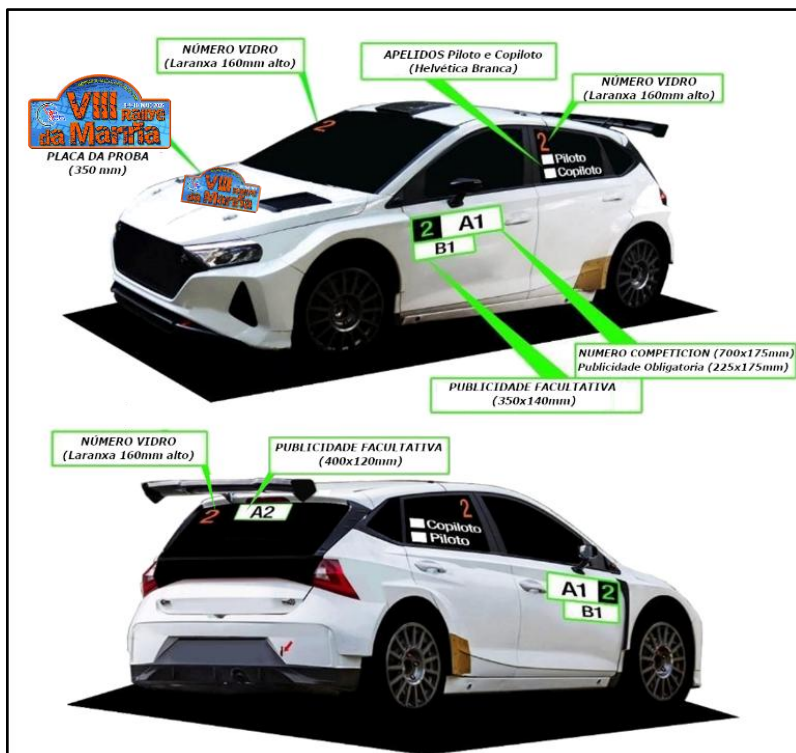 NÚMERO VIDRO
(Laranxa 160mm alto)
APELIDOS Piloto e Copiloto
(Helvética Branca)
NÚMERO VIDRO
(Laranxa 160mm alto)
VIII
Rallye
da Mariña
PLACA DA PROBA
(350 mm)
2
2
Piloto
Copiloto
VIII
Rallye
da Mariña
2 A1
B1
NUMERO COMPETICION (700x175mm)
Publicidade Obligatoria (225x175mm)
PUBLICIDADE FACULTATIVA
(350x140mm)
NÚMERO VIDRO
(Laranxa 160mm alto)
PUBLICIDADE FACULTATIVA
(400x120mm)
2 A2
2
Copiloto
Piloto
A1 2
B1